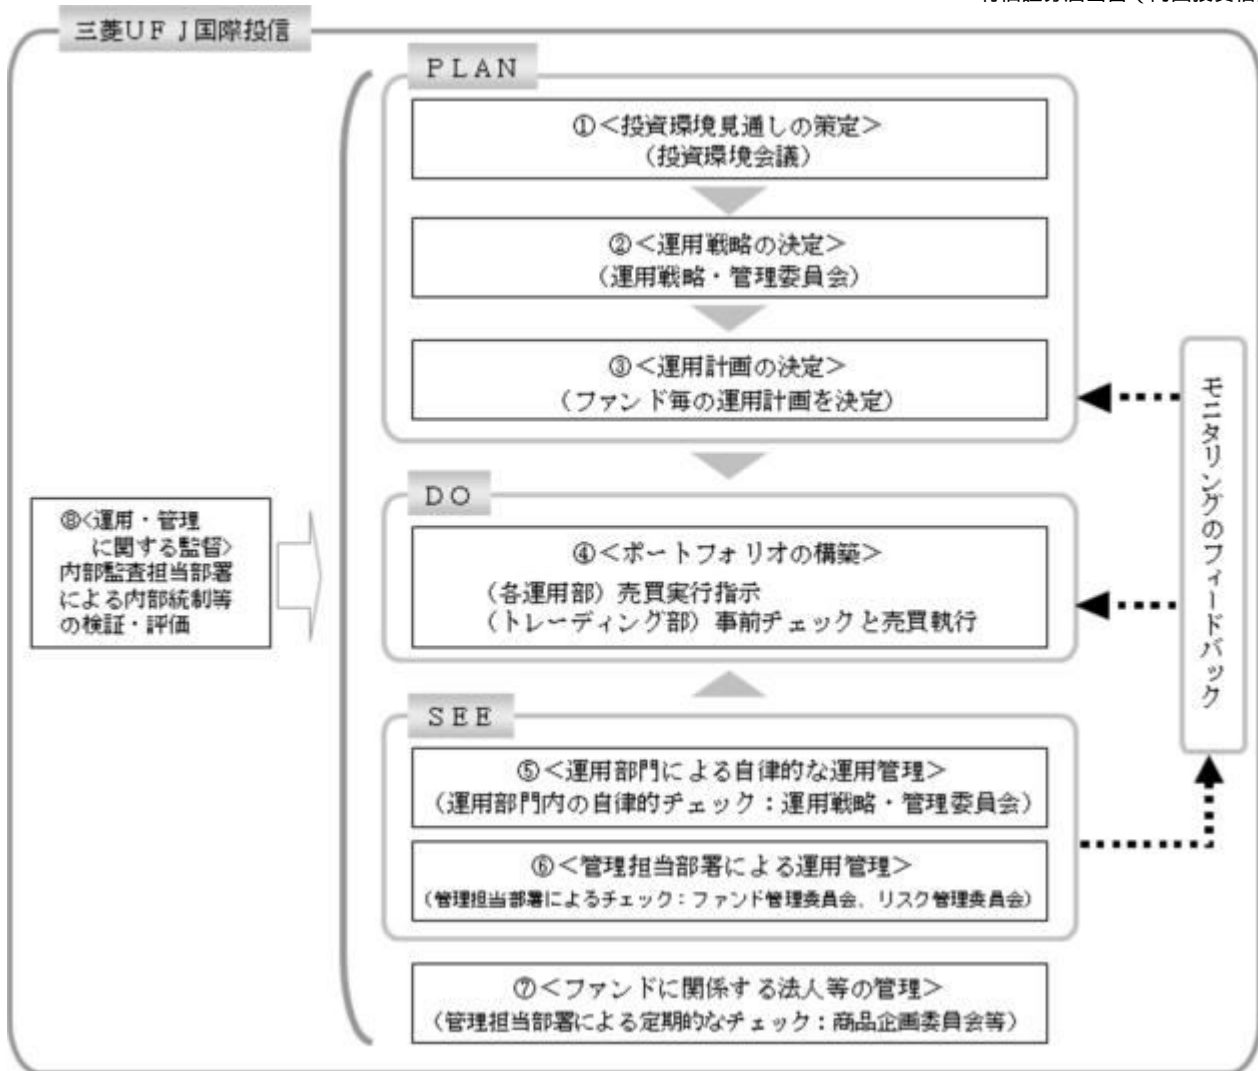 三菱UFJ国際投信
PLAN
①<投資環境見通しの策定>
(投資環境会議)
②<運用戦略の決定>
(運用戦略・管理委員会)
③<運用計画の決定>
(ファンド毎の運用計画を決定)
DO
④<ポートフォリオの構築>
(各運用部)売買実行指示
(トレーディング部)事前チェックと売買執行
SEE
⑤<運用部門による自律的な運用管理>
(運用部門内の自律的チェック:運用戦略・管理委員会)
⑥<管理担当部署による運用管理>
(管理担当部署によるチェック:ファンド管理委員会、リスク管理委員会)
⑦<ファンドに関係する法人等の管理>
(管理担当部署による定期的なチェック:商品企画委員会等)
⑧<運用・管理
に関する監督>
内部監査担当部署
による内部統制等
の検証・評価
モニタリングのフィードバック